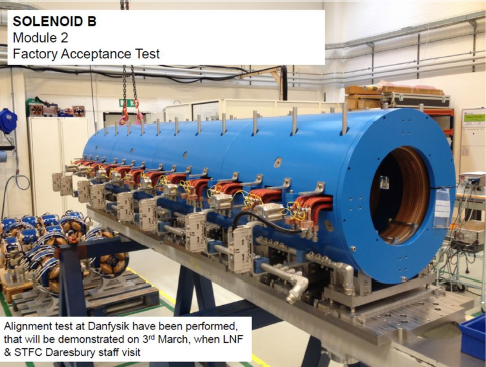 SOLENOID B
Module 2
Factory Acceptance Test
Alignment test at Danfysik have been performed,
that will be demonstrated on 3rd March, when LNF
& STFC Daresbury staff visit